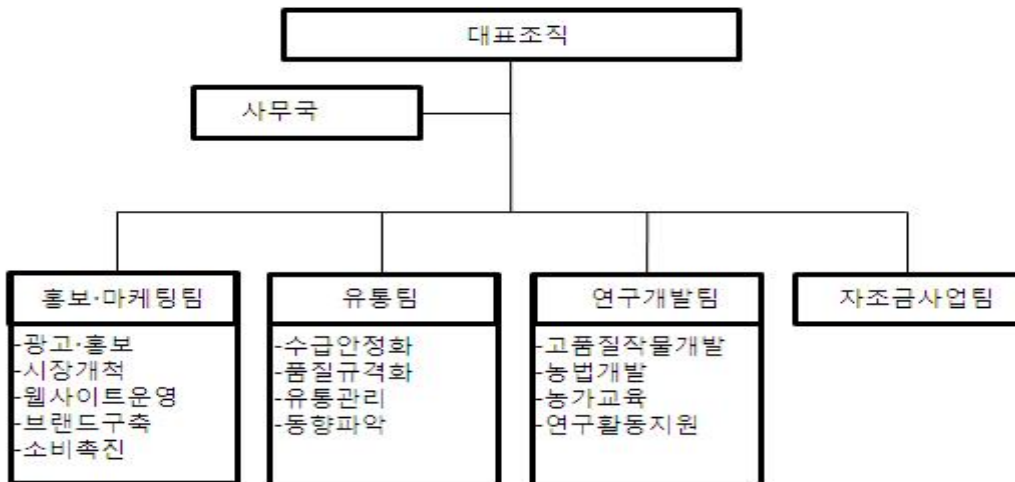 대표조직
사무국
홍보·마케팅팀
-광고·홍보
-시장개척
-웹사이트운영
-브랜드구축
-소비촉진
유통팀
-수급안정화
-품질규격화
-유통관리
-동향파악
연구개발팀
-고품질작물개발
-농법개발
-농가교육
-연구활동지원
자조금사업팀